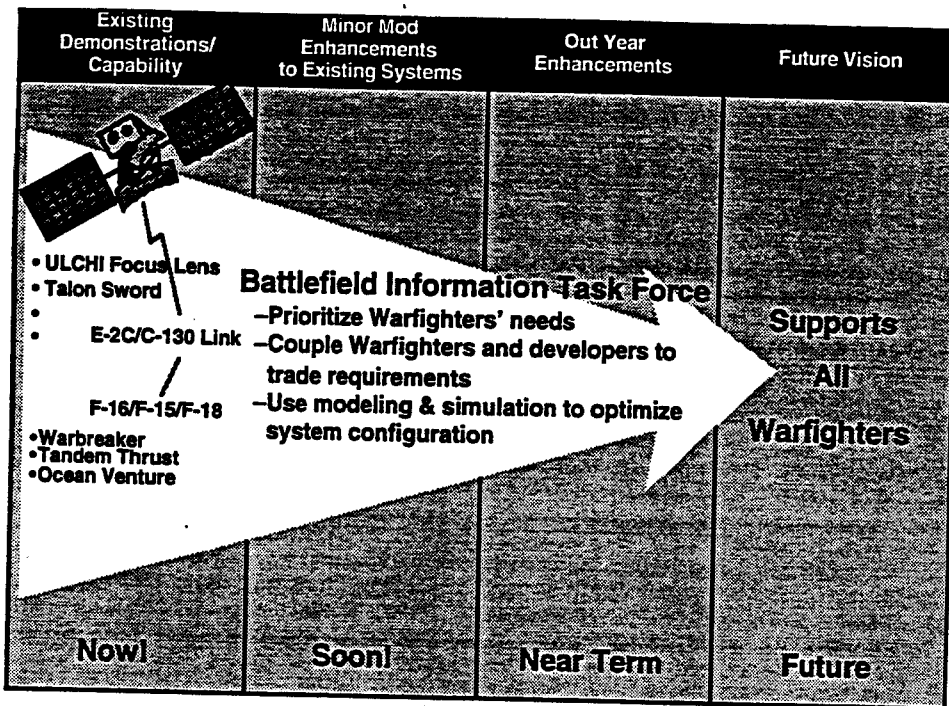 Existing
Demonstrations/
Capability
Minor Mod
Enhancements
to Existing Systems
Out Year
Enhancements
Future Vision
• ULCHI Focus Lens
• Talon Sword
•
•
E-2C/C-130 Link
F-16/F-15/F-18
•Warbreaker
•Tandem Thrust
•Ocean Venture
Battlefield Information Task Force
–Prioritize Warfighters' needs
–Couple Warfighters and developers to
trade requirements
–Use modeling & simulation to optimize
system configuration
Supports
All
Warfighters
Now!
Soon!
Near Term
Future